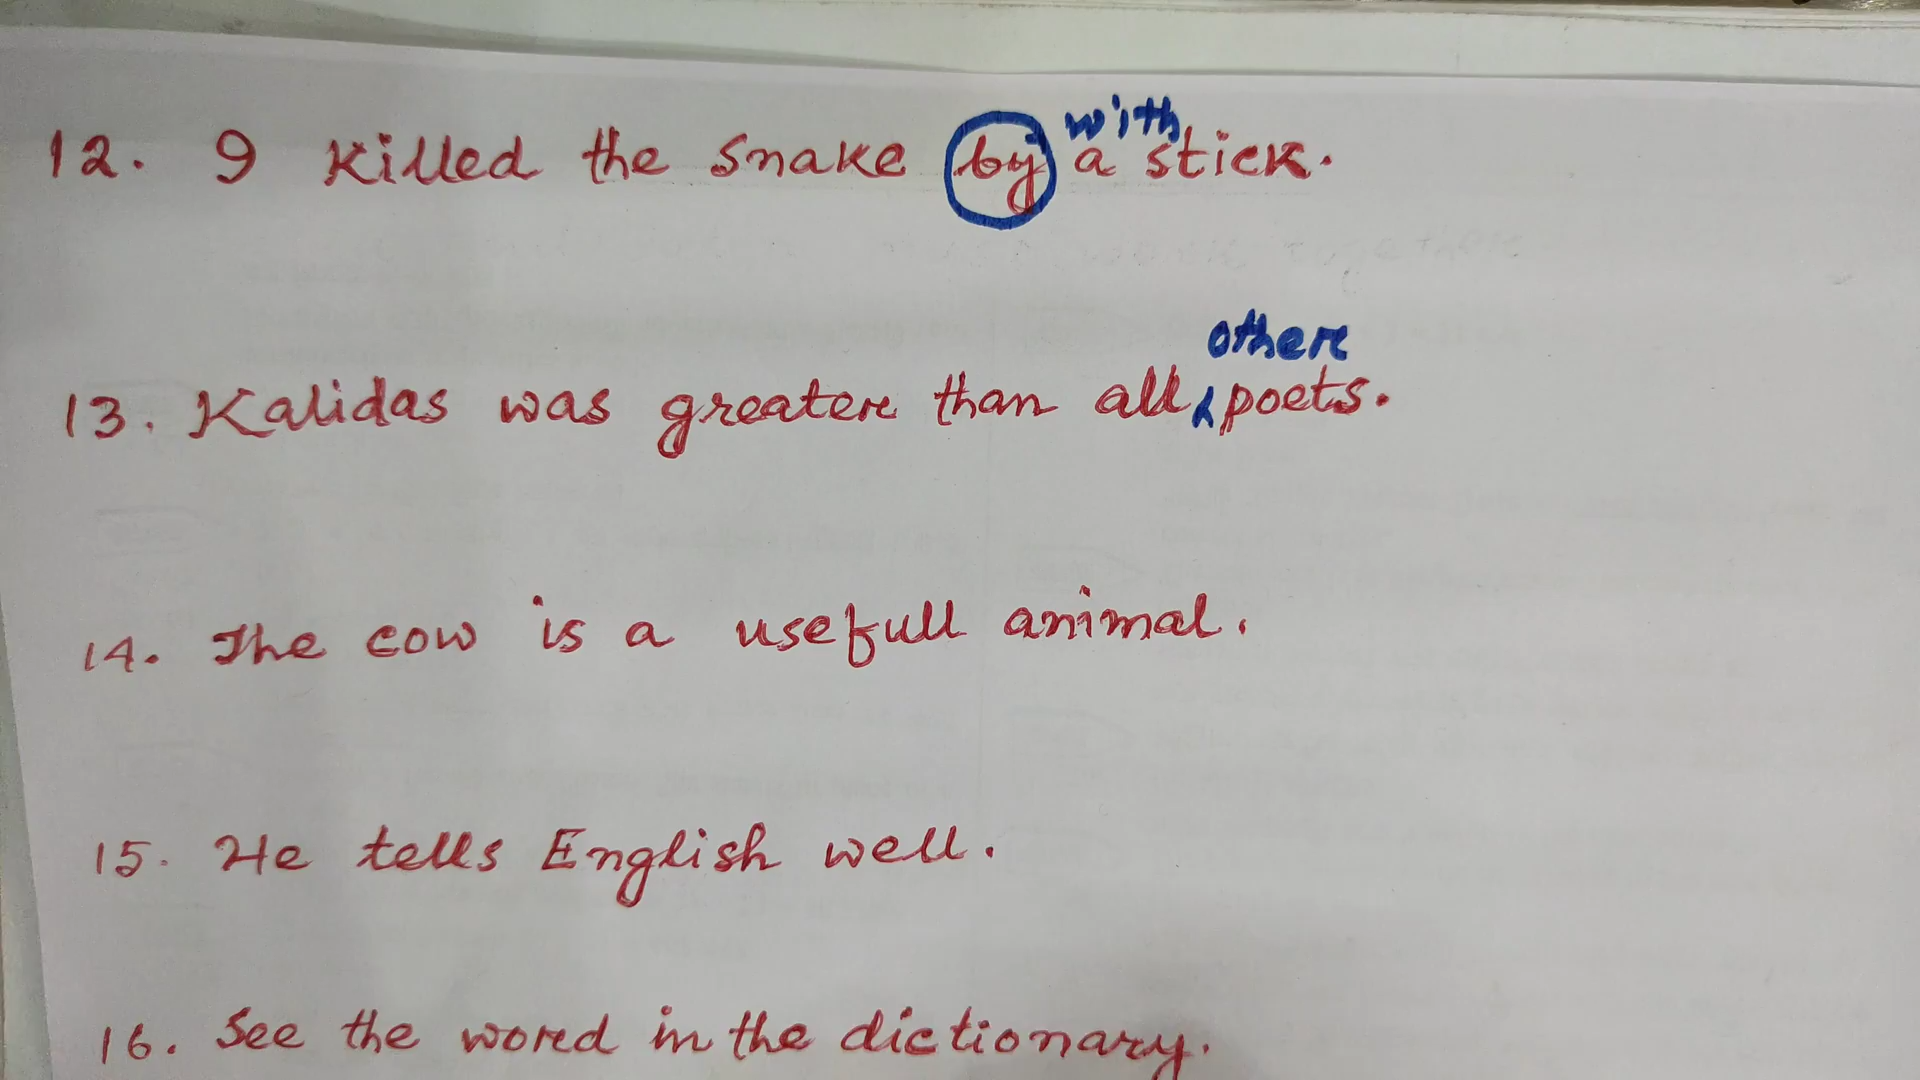 12. I killed the snake by with a stick.
other
13. Kalidas was greater than all poets.
14. The cow is a usefull animal.
15. He tells English well.
16. See the word in the dictionary.